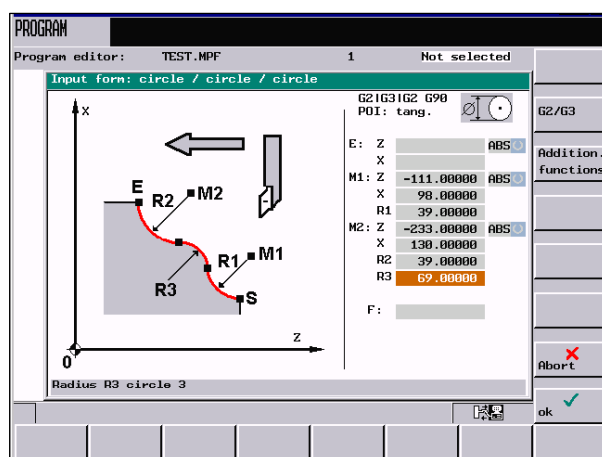 PROGRAM
Program editor: TEST.MPF 1 Not selected
Input form: circle / circle / circle
G2|G3|G2 G90
POI: tang.
G2/G3
X
E: Z ABS
X
Addition.
functions
M1: Z -111.00000 ABS
X 98.00000
R1 39.00000
M2: Z -233.00000 ABS
X 130.00000
R2 39.00000
R3 69.00000
F:
E
R2
M2
R1
M1
R3
S
Z
0
Abort
Radius R3 circle 3
ok